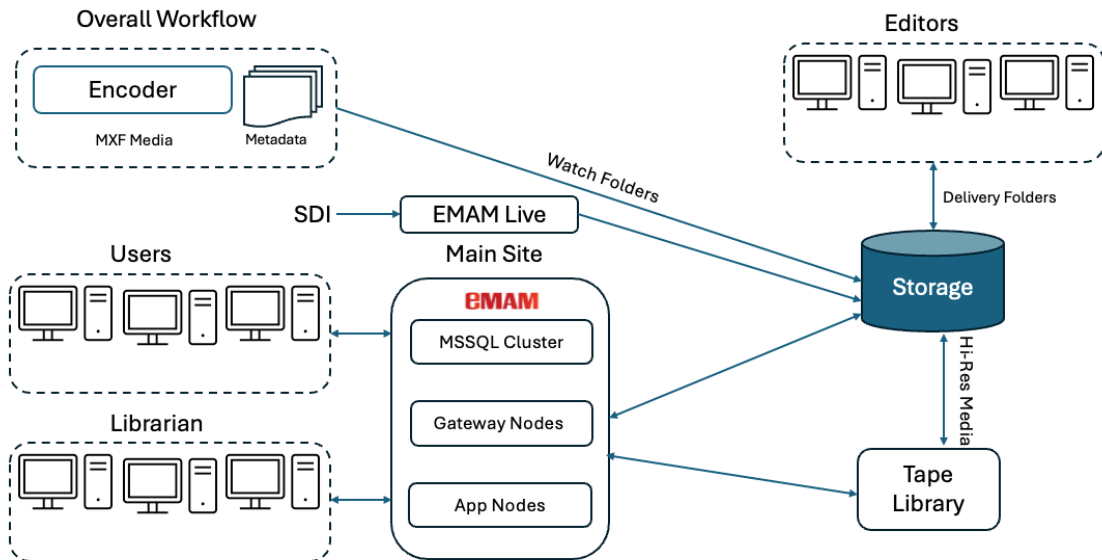 Overall Workflow
Encoder
MXF Media
Metadata
Editors
Watch Folders
Delivery Folders
SDI
EMAM Live
Main Site
Storage
Users
eMAM
MSSQL Cluster
Gateway Nodes
App Nodes
Hi-Res Media
Librarian
Tape
Library